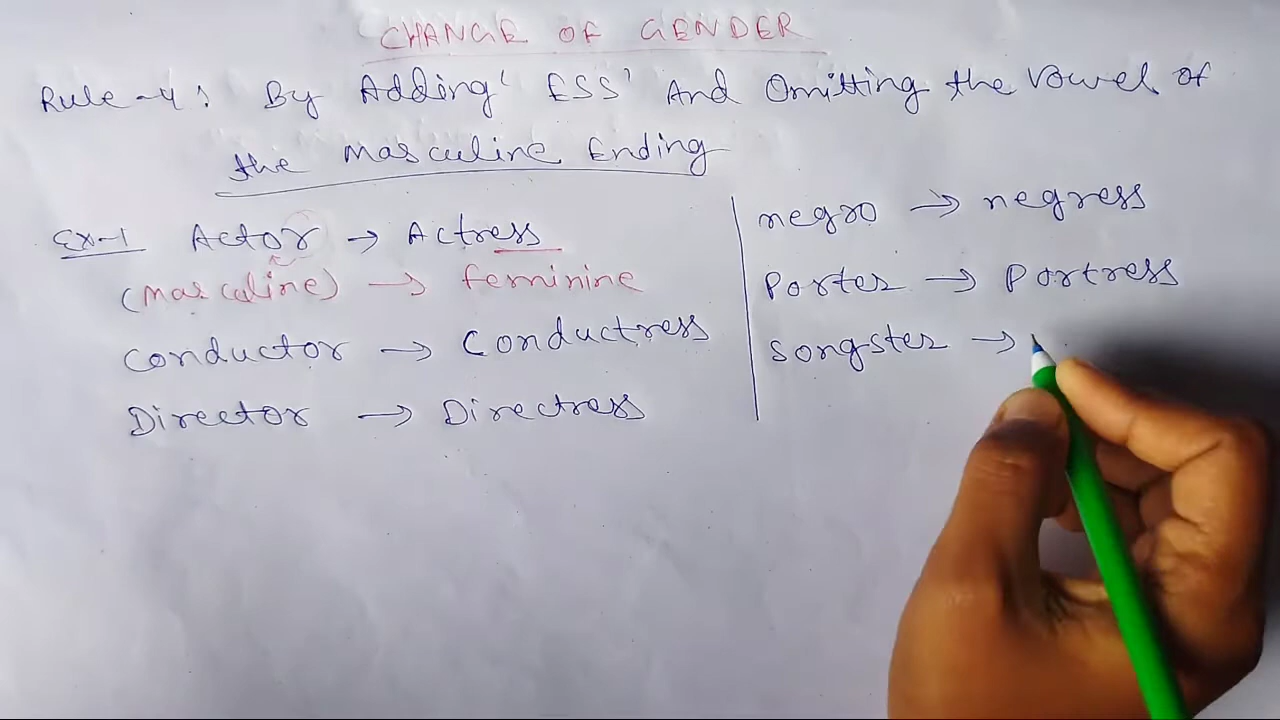 CHANGE OF GENDER
Rule-4: By Adding 'ESS' And Omitting the Vowel of
the Masculine Ending
Ex-1 Actor → Actress
(Masculine) → feminine
Conductor → Conductress
Director → Directress
negro → negress
Porter → Portress
Songster →